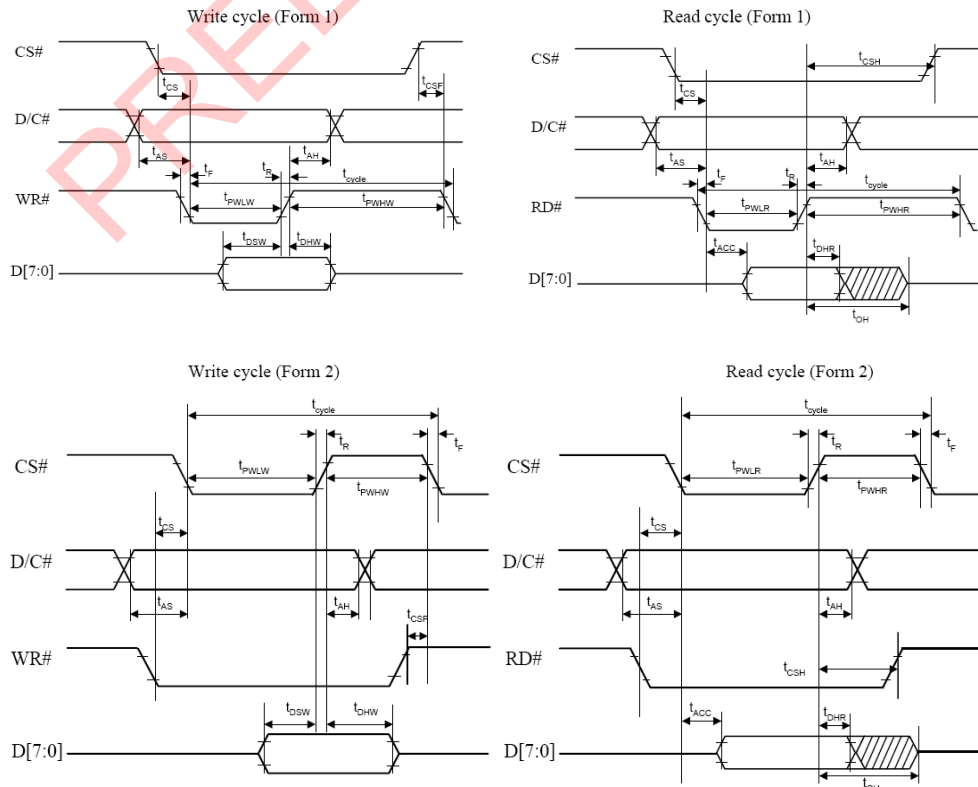 Write cycle (Form 1)
CS#
tCS
tCSF
D/C#
tAS
tF
tR
tAH
tcycle
WR#
tPWLW
tPWHW
tDSW
tDHW
D[7:0]
Read cycle (Form 1)
CS#
tCSH
tCS
D/C#
tAS
tF
tR
tAH
tcycle
RD#
tPWLR
tPWHR
tACC
tDHR
D[7:0]
tOH
Write cycle (Form 2)
tcycle
tR
tF
CS#
tPWLW
tPWHW
tCS
D/C#
tAS
tAH
tCSF
WR#
tDSW
tDHW
D[7:0]
Read cycle (Form 2)
tcycle
tR
tF
CS#
tPWLR
tPWHR
tCS
D/C#
tAS
tAH
RD#
tCSH
tACC
tDHR
D[7:0]
tOH
PREL